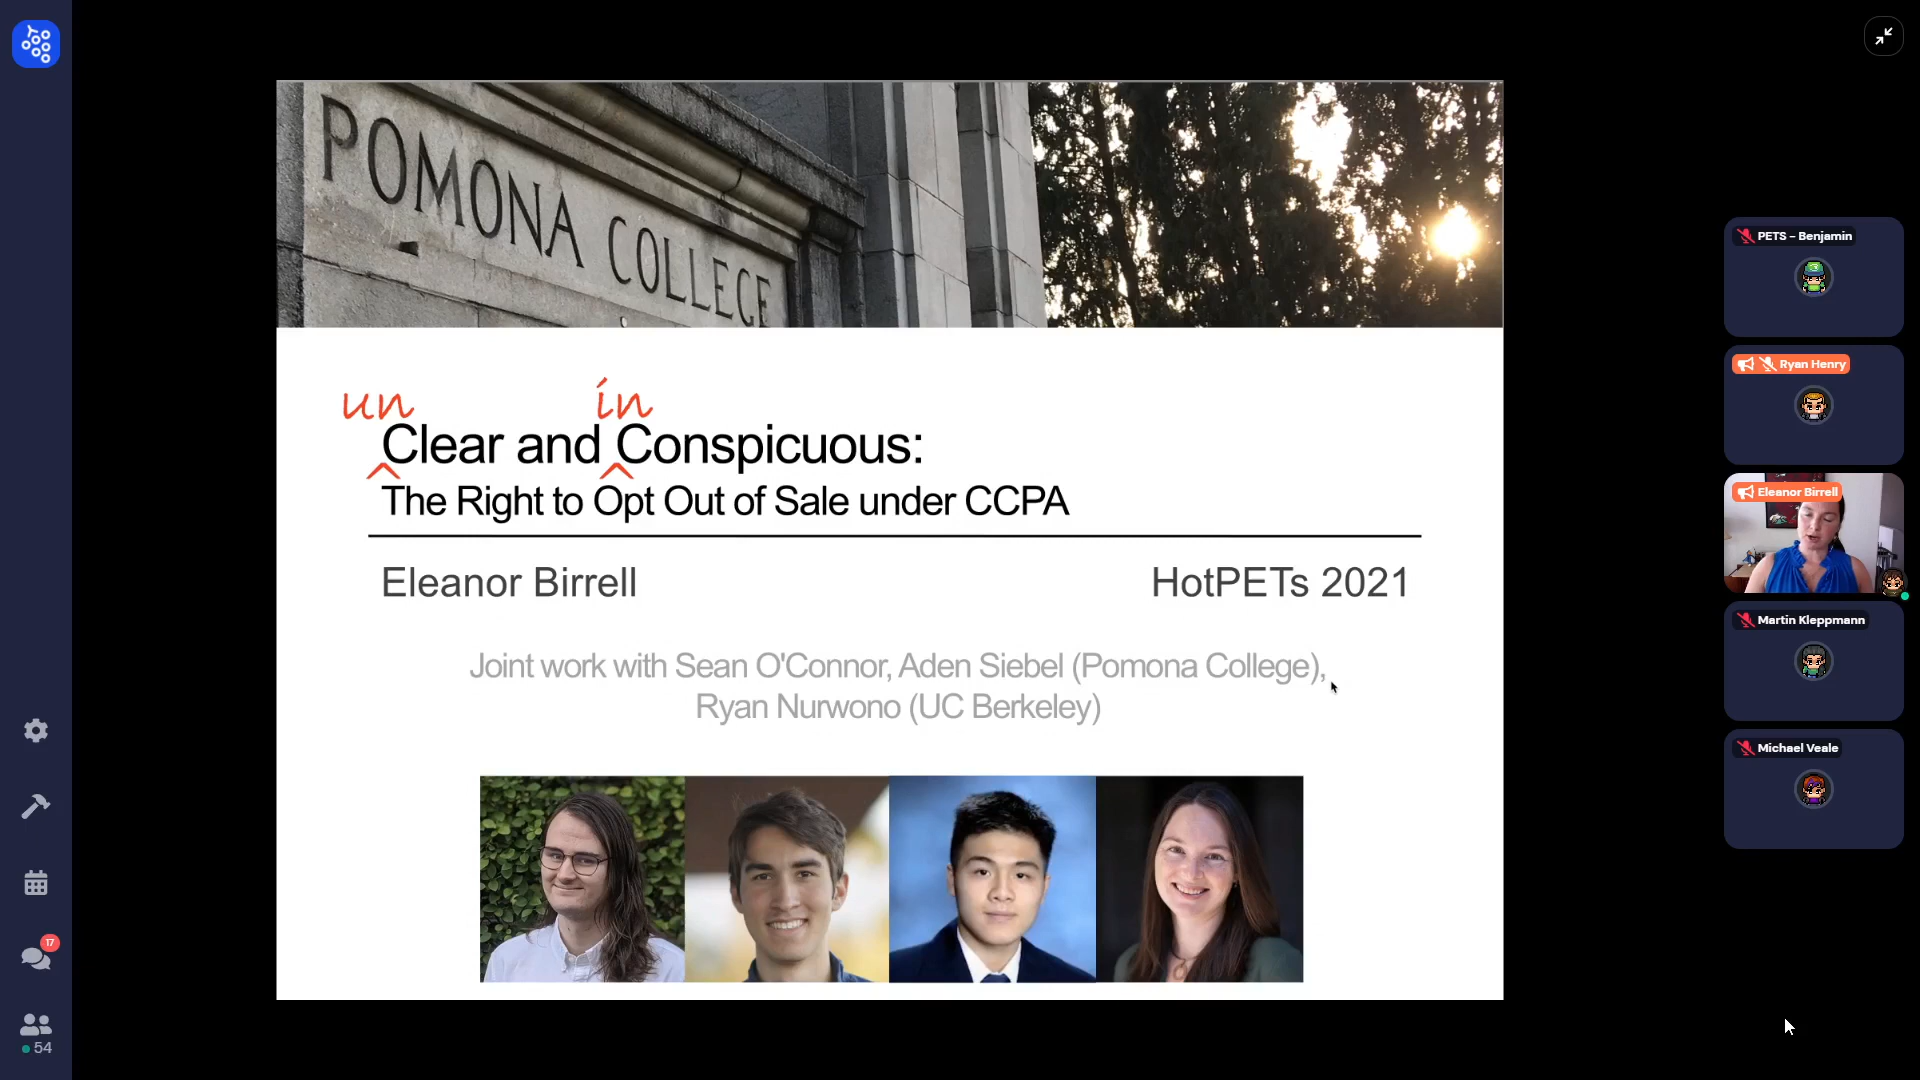 POMONA COLLEGE
un in
Clear and Conspicuous:
The Right to Opt Out of Sale under CCPA
Eleanor Birrell
HotPETs 2021
Joint work with Sean O'Connor, Aden Siebel (Pomona College),
Ryan Nurwono (UC Berkeley)
PETS – Benjamin
Ryan Henry
Eleanor Birrell
Martin Kleppmann
Michael Veale
17
54